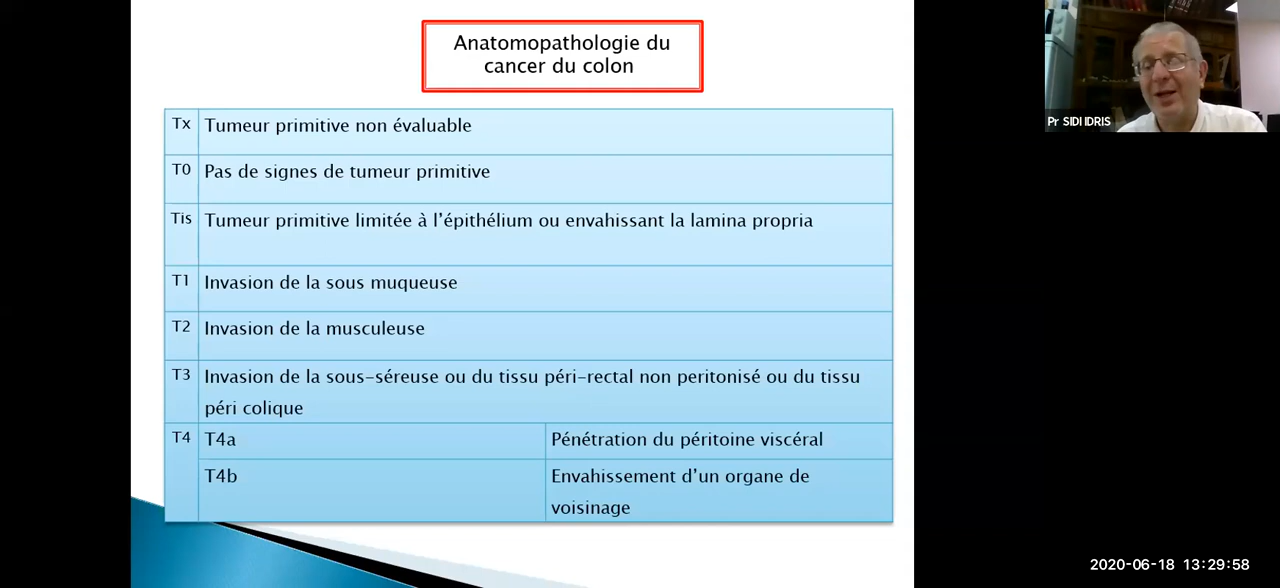 Anatomopathologie du
cancer du colon
Tx Tumeur primitive non évaluable
T0 Pas de signes de tumeur primitive
Tis Tumeur primitive limitée à l’épithélium ou envahissant la lamina propria
T1 Invasion de la sous muqueuse
T2 Invasion de la musculeuse
T3 Invasion de la sous-séreuse ou du tissu péri-rectal non peritonisé ou du tissu
péri colique
T4 T4a Pénétration du péritoine viscéral
T4b Envahissement d’un organe de
voisinage
Pr SIDI IDRIS
2020-06-18 13:29:58